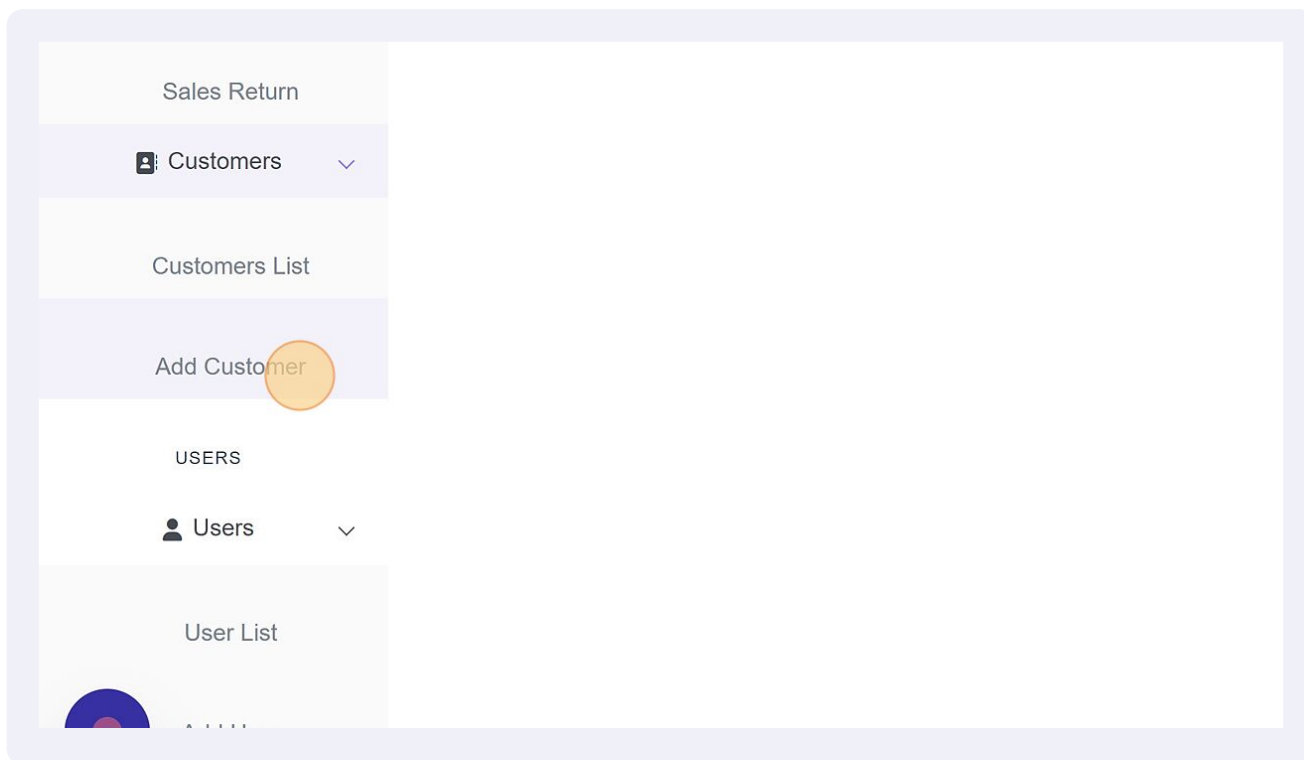 Sales Return
Customers
Customers List
Add Customer
USERS
Users
User List